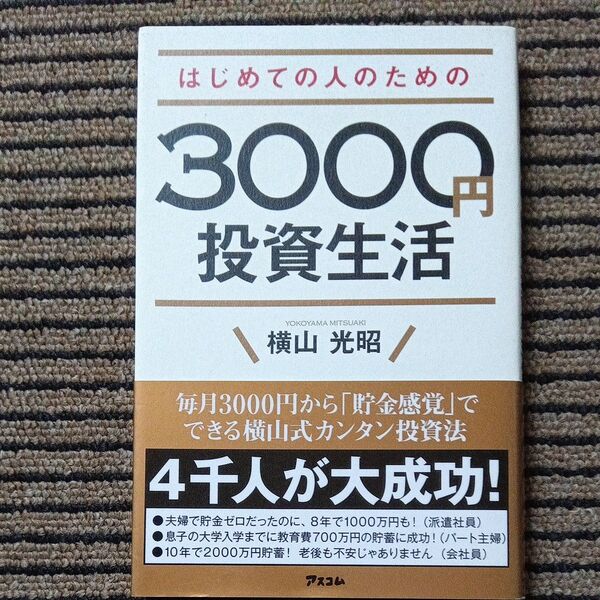 はじめての人のための
3000円
投資生活
YOKOYAMA MITSUAKI
横山 光昭
毎月3000円から「貯金感覚」で
できる横山式カンタン投資法
4千人が大成功!
●夫婦で貯金ゼロだったのに、8年で1000万円も!(派遣社員)
●息子の大学入学までに教育費700万円の貯蓄に成功!(パート主婦)
●10年で2000万円貯蓄! 老後も不安じゃありません(会社員)
アスコム